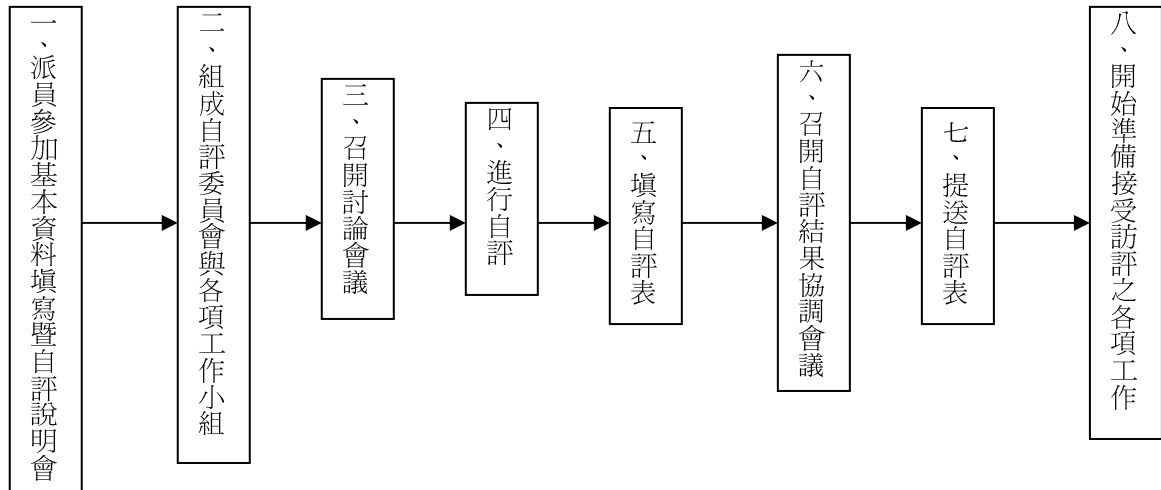 一、派員參加基本資料填寫暨自評說明會
二、組成自評委員會與各項工作小組
三、召開討論會議
四、進行自評
五、填寫自評表
六、召開自評結果協調會議
七、提送自評表
八、開始準備接受訪評之各項工作